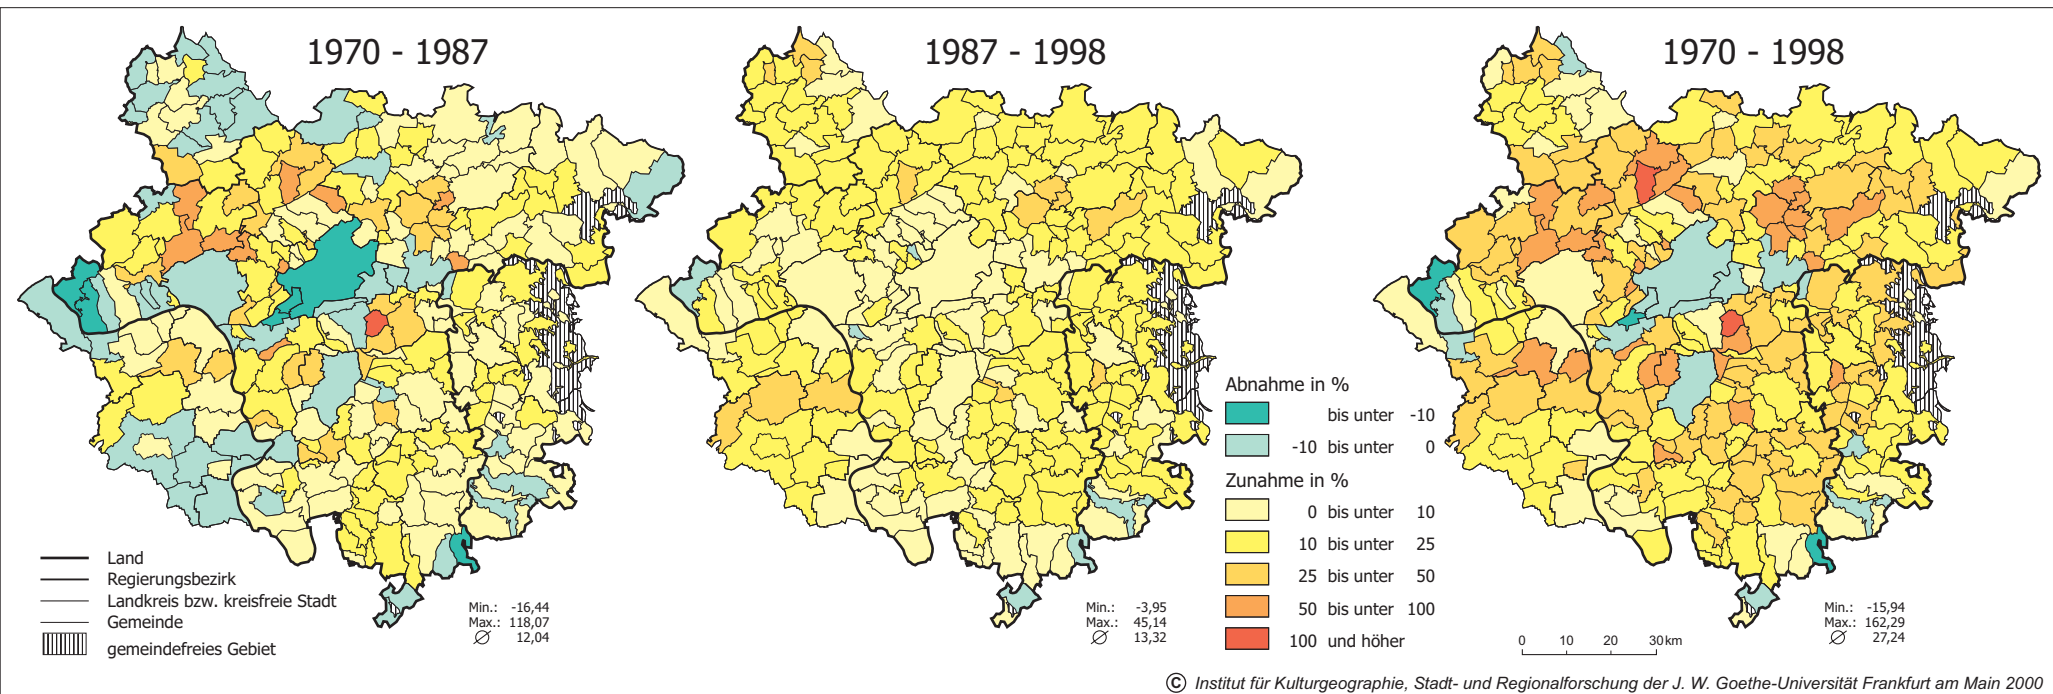 1970 - 1987
1987 - 1998
1970 - 1998
Land
Regierungsbezirk
Landkreis bzw. kreisfreie Stadt
Gemeinde
gemeindefreies Gebiet
Min.: -16,44
Max.: 118,07
∅ 12,04
Min.: -3,95
Max.: 45,14
∅ 13,32
Abnahme in %
bis unter -10
-10 bis unter 0
Zunahme in %
0 bis unter 10
10 bis unter 25
25 bis unter 50
50 bis unter 100
100 und höher
0 10 20 30 km
Min.: -15,94
Max.: 162,29
∅ 27,24
© Institut für Kulturgeographie, Stadt- und Regionalforschung der J. W. Goethe-Universität Frankfurt am Main 2000